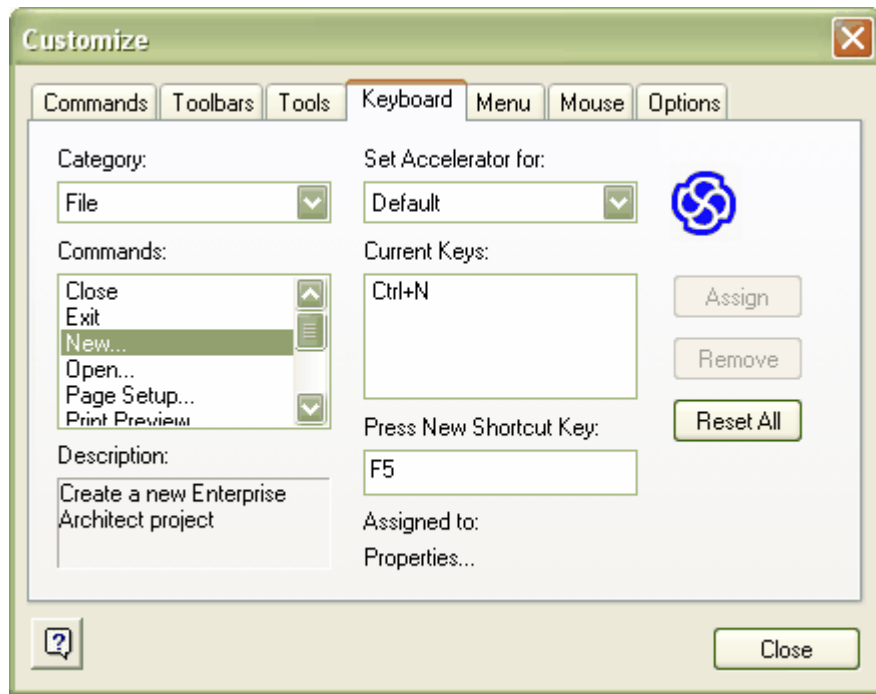 Customize
Commands Toolbars Tools Keyboard Menu Mouse Options
Category:
File
Commands:
Close
Exit
New...
Open...
Page Setup...
Print Preview
Description:
Create a new Enterprise
Architect project
Set Accelerator for:
Default
Current Keys:
Ctrl+N
Press New Shortcut Key:
F5
Assigned to:
Properties...
Assign
Remove
Reset All
?
Close